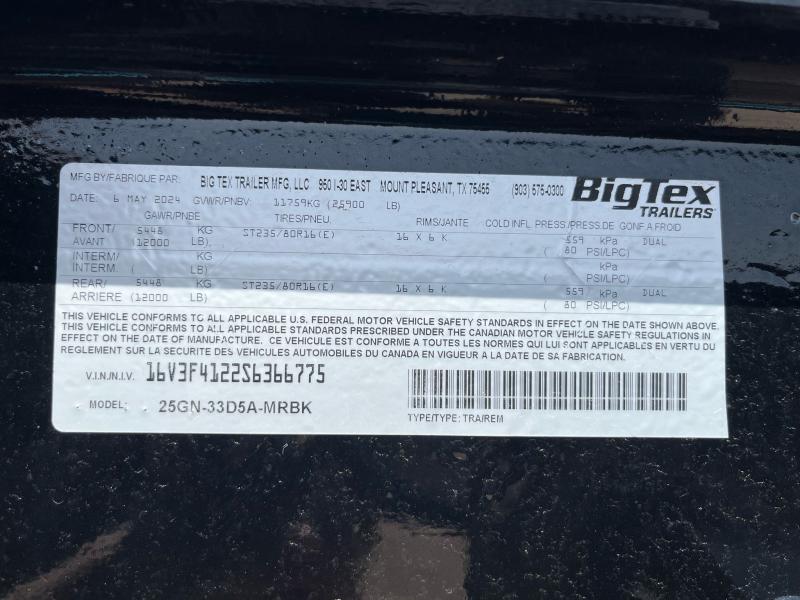 MFG BY/FABRIQUE PAR: BIG TEX TRAILER MFG, LLC 950 I-30 EAST MOUNT PLEASANT, TX 75455 (903) 575-0300 BigTex TRAILERS
DATE: 6 MAY 2024 GVWR/PNBV: 11759KG (25900 LB)
GAWR/PNBE TIRES/PNEU. RIMS/JANTE COLD INFL. PRESS/PRESS.DE GONF A FROID
FRONT/ 5448 KG ST235/80R16(E) 16 X 6 K 559 kPa DUAL
AVANT (12000 LB). ( 80 PSI/LPC)
INTERM/ KG kPa
INTERM. ( LB). ( PSI/LPC)
REAR/ 5448 KG ST235/80R16(E) 16 X 6 K 559 kPa DUAL
ARRIERE (12000 LB) ( 80 PSI/LPC)
THIS VEHICLE CONFORMS TO ALL APPLICABLE U.S. FEDERAL MOTOR VEHICLE SAFETY STANDARDS IN EFFECT ON THE DATE SHOWN ABOVE.
THIS VEHICLE CONFORMS TO ALL APPLICABLE STANDARDS PRESCRIBED UNDER THE CANADIAN MOTOR VEHICLE SAFETY REGULATIONS IN
EFFECT ON THE DATE OF MANUFACTURE. CE VEHICULE EST CONFORME A TOUTES LES NORMES QUI LUI SONT APPLICABLES EN VERTU DU
REGLEMENT SUR LA SECURITE DES VEHICULES AUTOMOBILES DU CANADA EN VIGUEUR A LA DATE DE SA FABRICATION.
V.I.N./N.I.V. 16V3F4122S6366775
MODEL: 25GN-33D5A-MRBK
TYPE/TYPE: TRA/REM